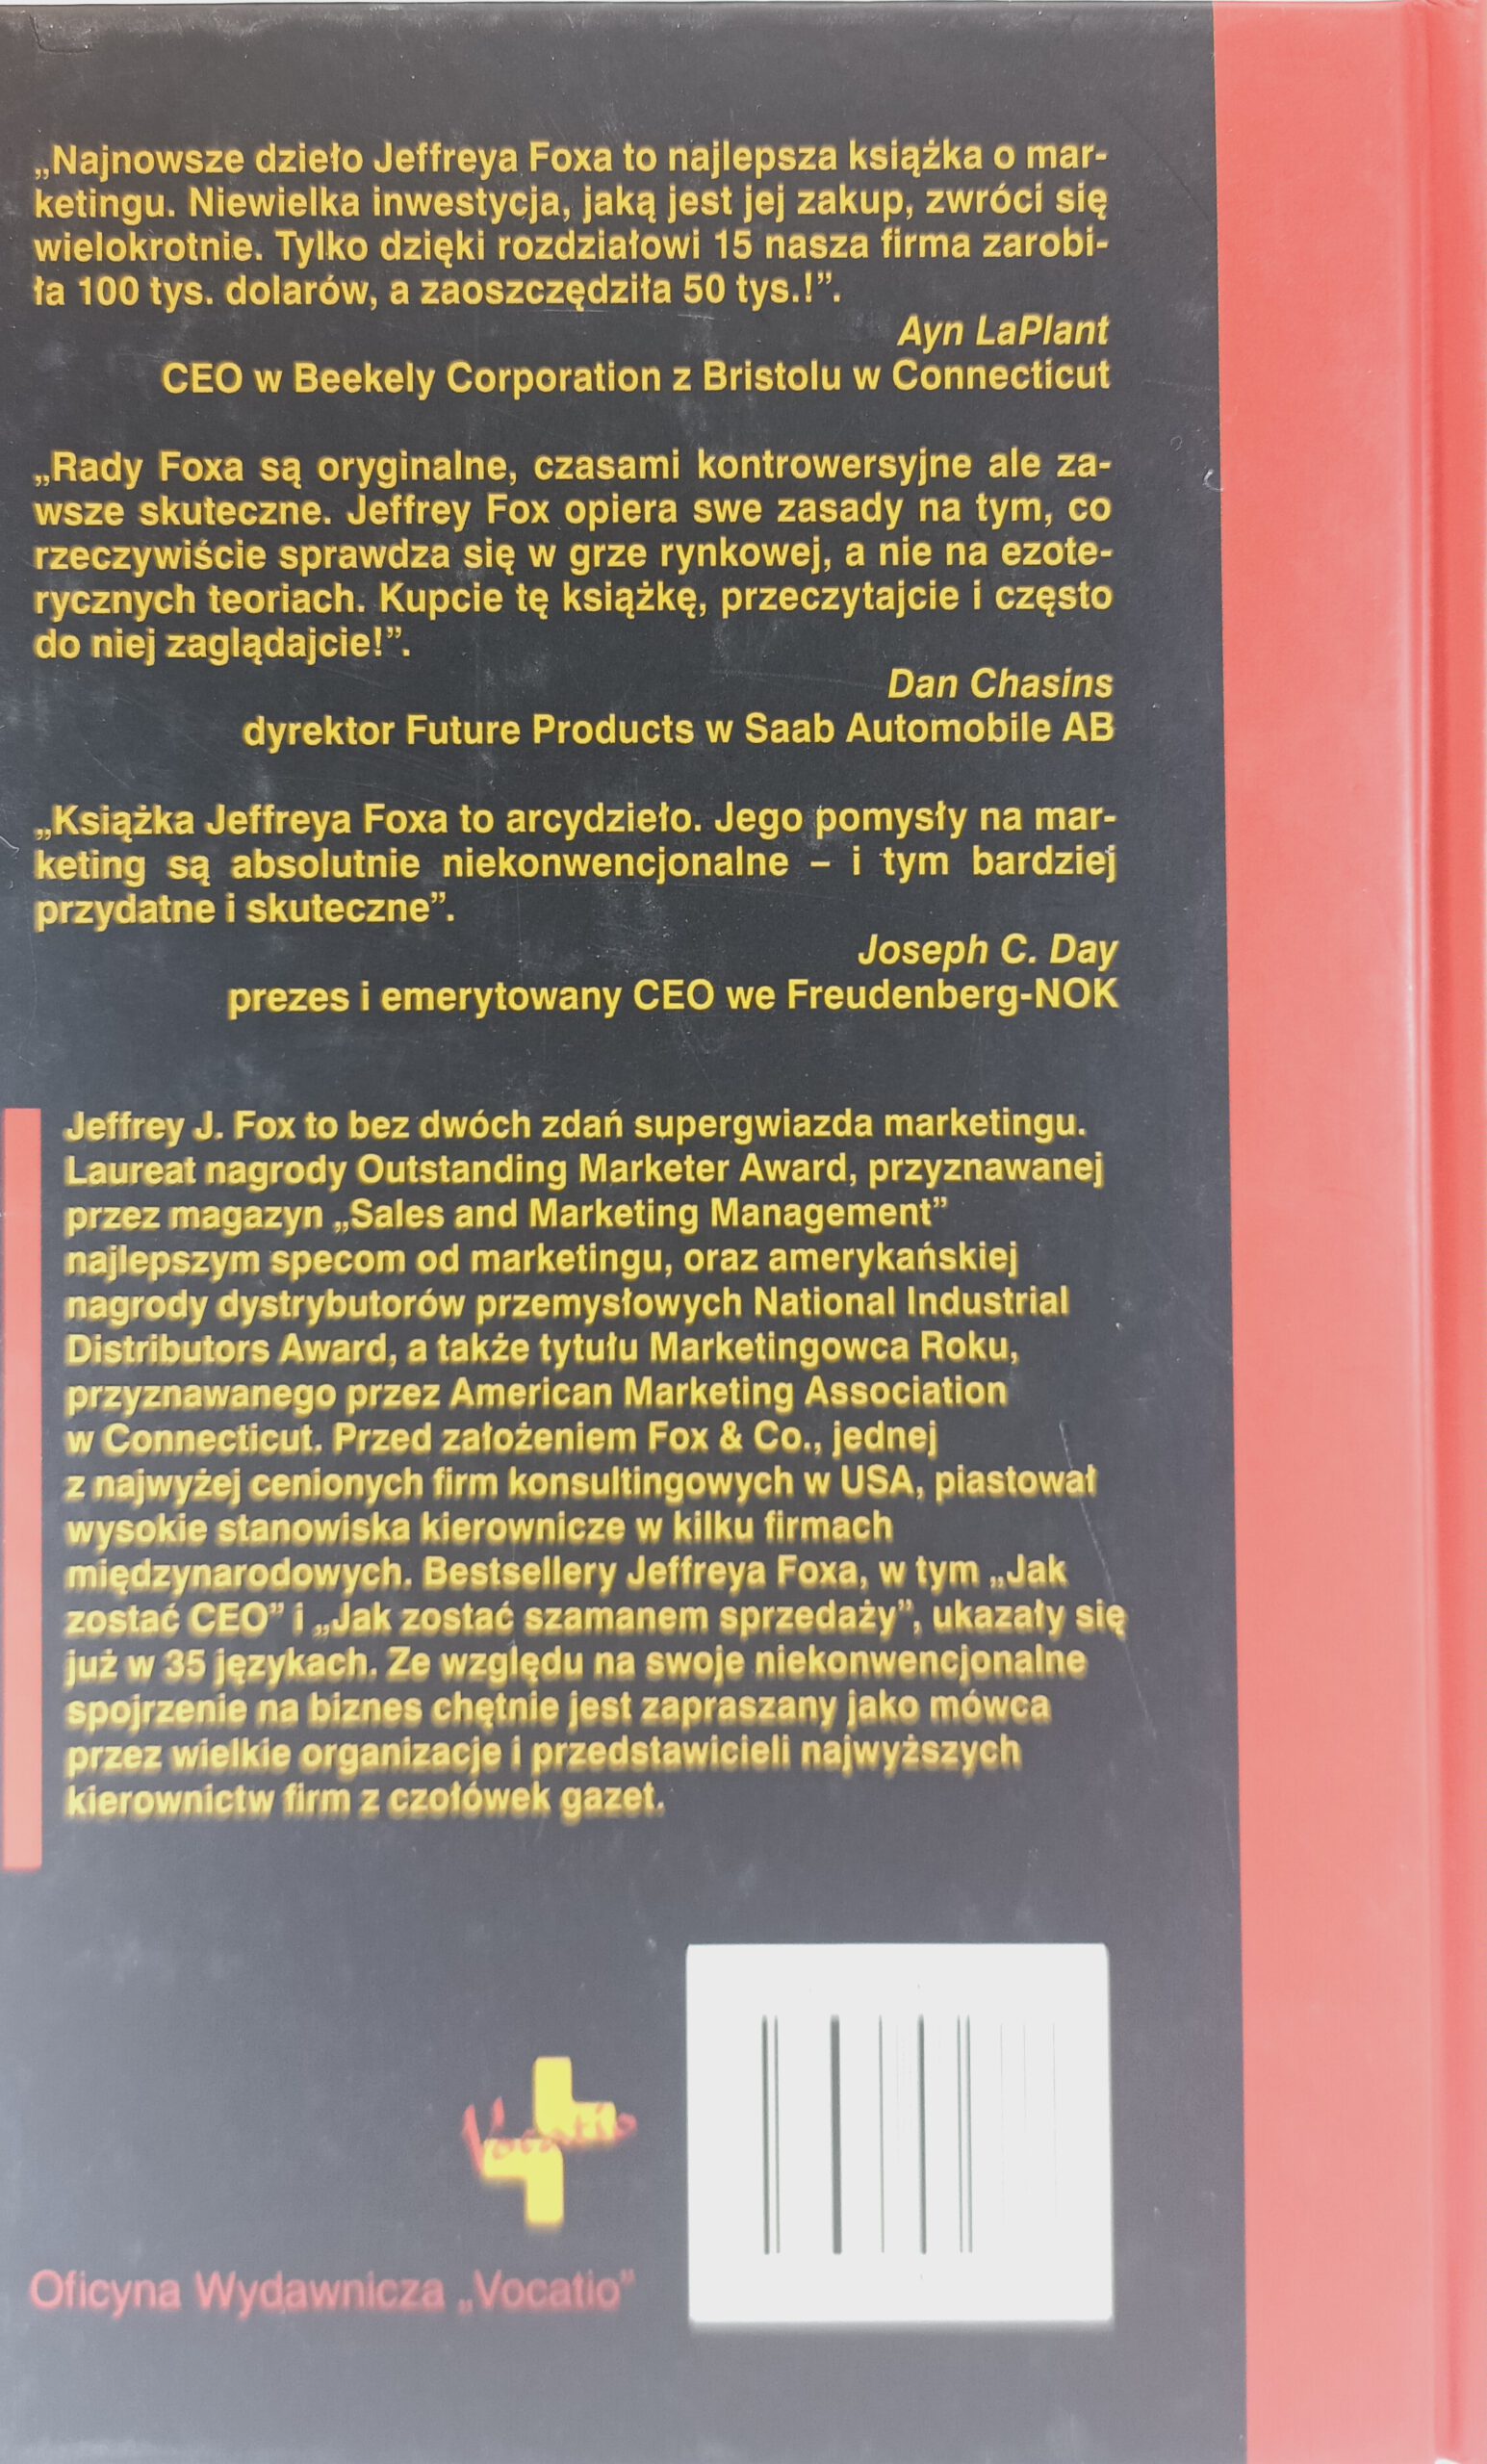 „Najnowsze dzieło Jeffreya Foxa to najlepsza książka o mar-
ketingu. Niewielka inwestycja, jaką jest jej zakup, zwróci się
wielokrotnie. Tylko dzięki rozdziałowi 15 nasza firma zarobi-
ła 100 tys. dolarów, a zaoszczędziła 50 tys.!”.
Ayn LaPlant
CEO w Beekely Corporation z Bristolu w Connecticut
„Rady Foxa są oryginalne, czasami kontrowersyjne ale za-
wsze skuteczne. Jeffrey Fox opiera swe zasady na tym, co
rzeczywiście sprawdza się w grze rynkowej, a nie na ezote-
rycznych teoriach. Kupcie tę książkę, przeczytajcie i często
do niej zaglądajcie!”.
Dan Chasins
dyrektor Future Products w Saab Automobile AB
„Książka Jeffreya Foxa to arcydzieło. Jego pomysły na mar-
keting są absolutnie niekonwencjonalne – i tym bardziej
przydatne i skuteczne”.
Joseph C. Day
prezes i emerytowany CEO we Freudenberg-NOK
Jeffrey J. Fox to bez dwóch zdań supergwiazda marketingu.
Laureat nagrody Outstanding Marketer Award, przyznawanej
przez magazyn „Sales and Marketing Management”
najlepszym specom od marketingu, oraz amerykańskiej
nagrody dystrybutorów przemysłowych National Industrial
Distributors Award, a także tytułu Marketingowca Roku,
przyznawanego przez American Marketing Association
w Connecticut. Przed założeniem Fox & Co., jednej
z najwyżej cenionych firm konsultingowych w USA, piastował
wysokie stanowiska kierownicze w kilku firmach
międzynarodowych. Bestsellery Jeffreya Foxa, w tym „Jak
zostać CEO” i „Jak zostać szamanem sprzedaży”, ukazały się
już w 35 językach. Ze względu na swoje niekonwencjonalne
spojrzenie na biznes chętnie jest zapraszany jako mówca
przez wielkie organizacje i przedstawicieli najwyższych
kierownictw firm z czołówek gazet.
Vocatio
Oficyna Wydawnicza „Vocatio”